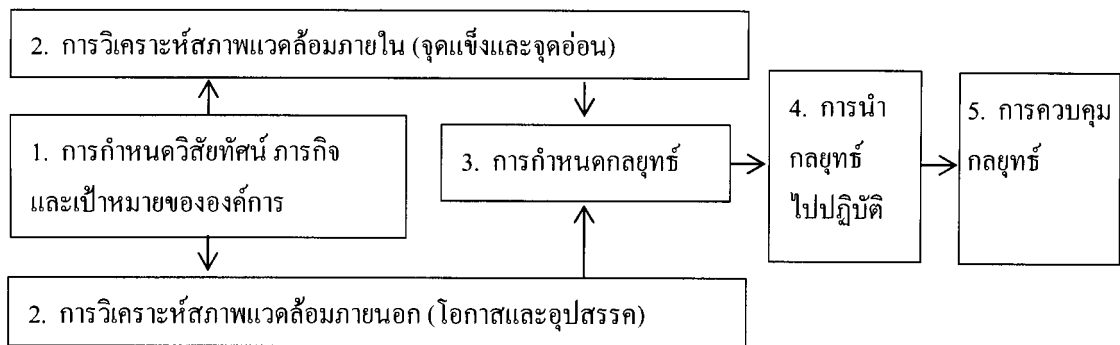 2. การวิเคราะห์สภาพแวดล้อมภายใน (จุดแข็งและจุดอ่อน)
1. การกำหนดวิสัยทัศน์ ภารกิจ
และเป้าหมายขององค์การ
3. การกำหนดกลยุทธ์
4. การนำ
กลยุทธ์
ไปปฏิบัติ
5. การควบคุม
กลยุทธ์
2. การวิเคราะห์สภาพแวดล้อมภายนอก (โอกาสและอุปสรรค)